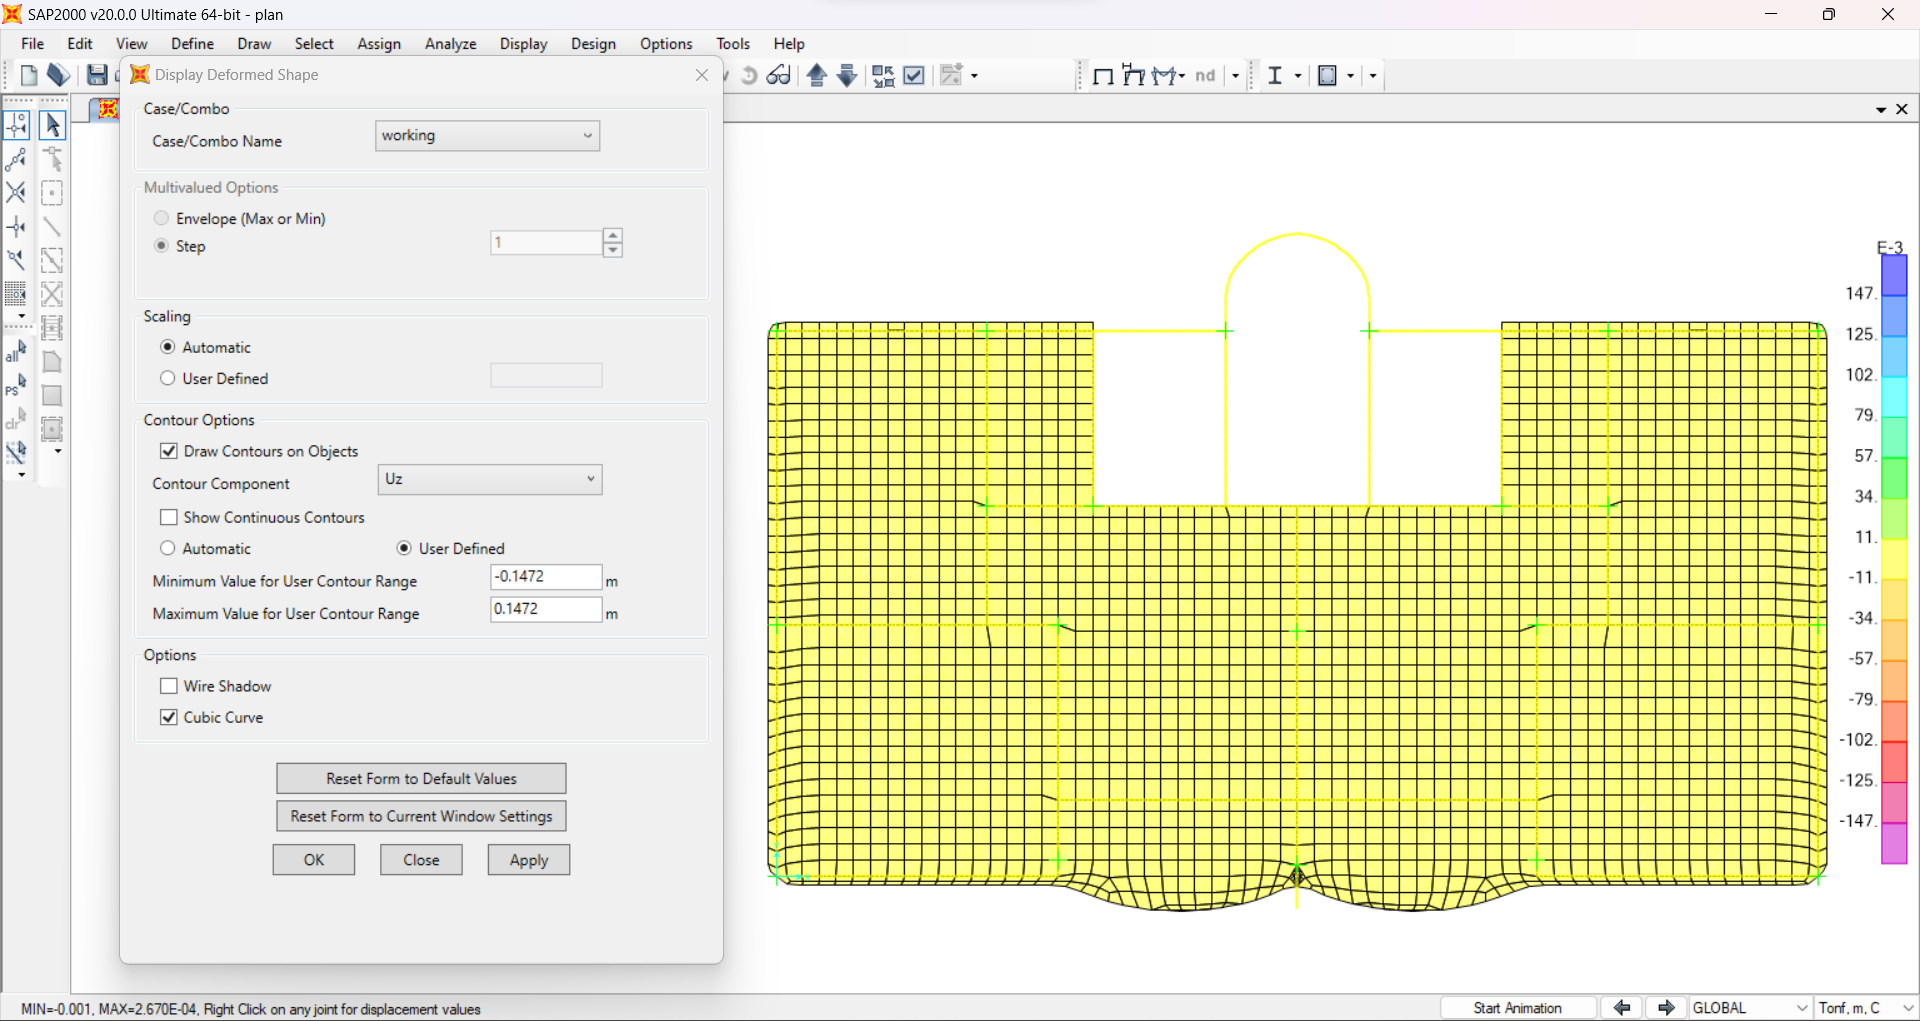 SAP2000 v20.0.0 Ultimate 64-bit - plan
File Edit View Define Draw Select Assign Analyze Display Design Options Tools Help
nd
Display Deformed Shape
Case/Combo
Case/Combo Name working
Multivalued Options
Envelope (Max or Min)
Step 1
Scaling
Automatic
User Defined
Contour Options
Draw Contours on Objects
Contour Component Uz
Show Continuous Contours
Automatic User Defined
Minimum Value for User Contour Range -0.1472 m
Maximum Value for User Contour Range 0.1472 m
Options
Wire Shadow
Cubic Curve
Reset Form to Default Values
Reset Form to Current Window Settings
OK Close Apply
all
PS
clr
E-3
147.
125.
102.
79.
57.
34.
11.
-11.
-34.
-57.
-79.
-102.
-125.
-147.
MIN=-0.001, MAX=2.670E-04, Right Click on any joint for displacement values
Start Animation GLOBAL Tonf, m, C